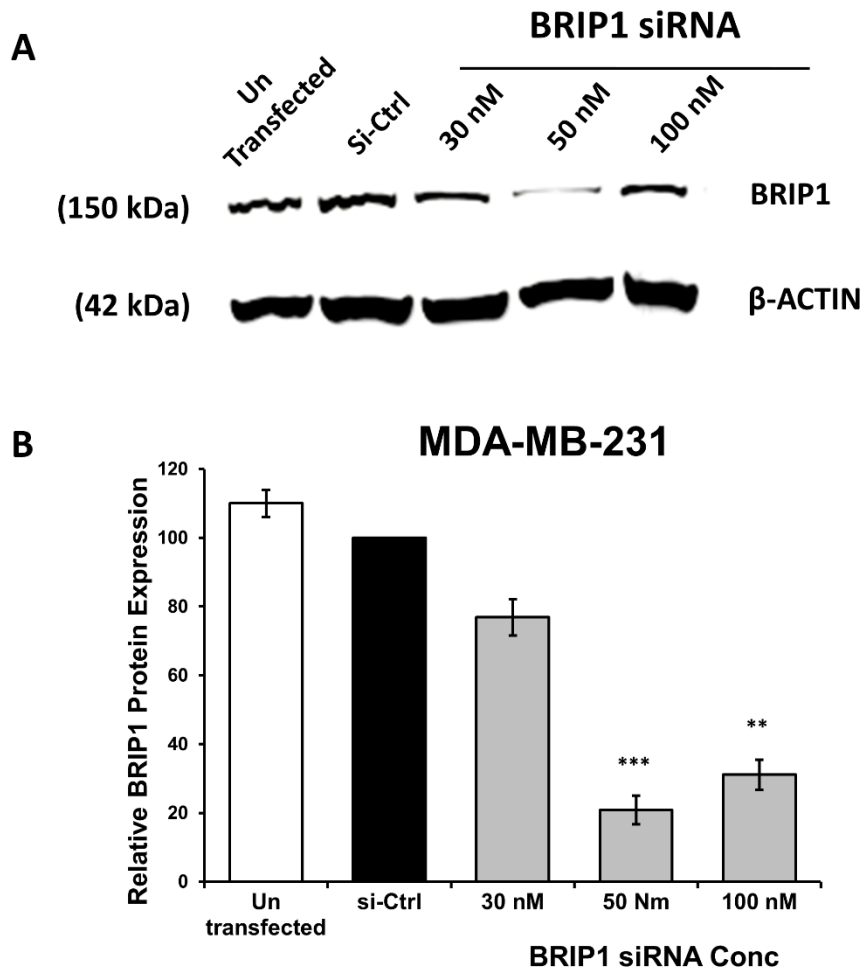 A
BRIP1 siRNA
Un
Transfected
Si-Ctrl
30 nM
50 nM
100 nM
(150 kDa)
BRIP1
(42 kDa)
β-ACTIN
B
MDA-MB-231
Relative BRIP1 Protein Expression
120
100
80
60
40
20
0
***
**
Un
transfected
si-Ctrl
30 nM
50 Nm
100 nM
BRIP1 siRNA Conc